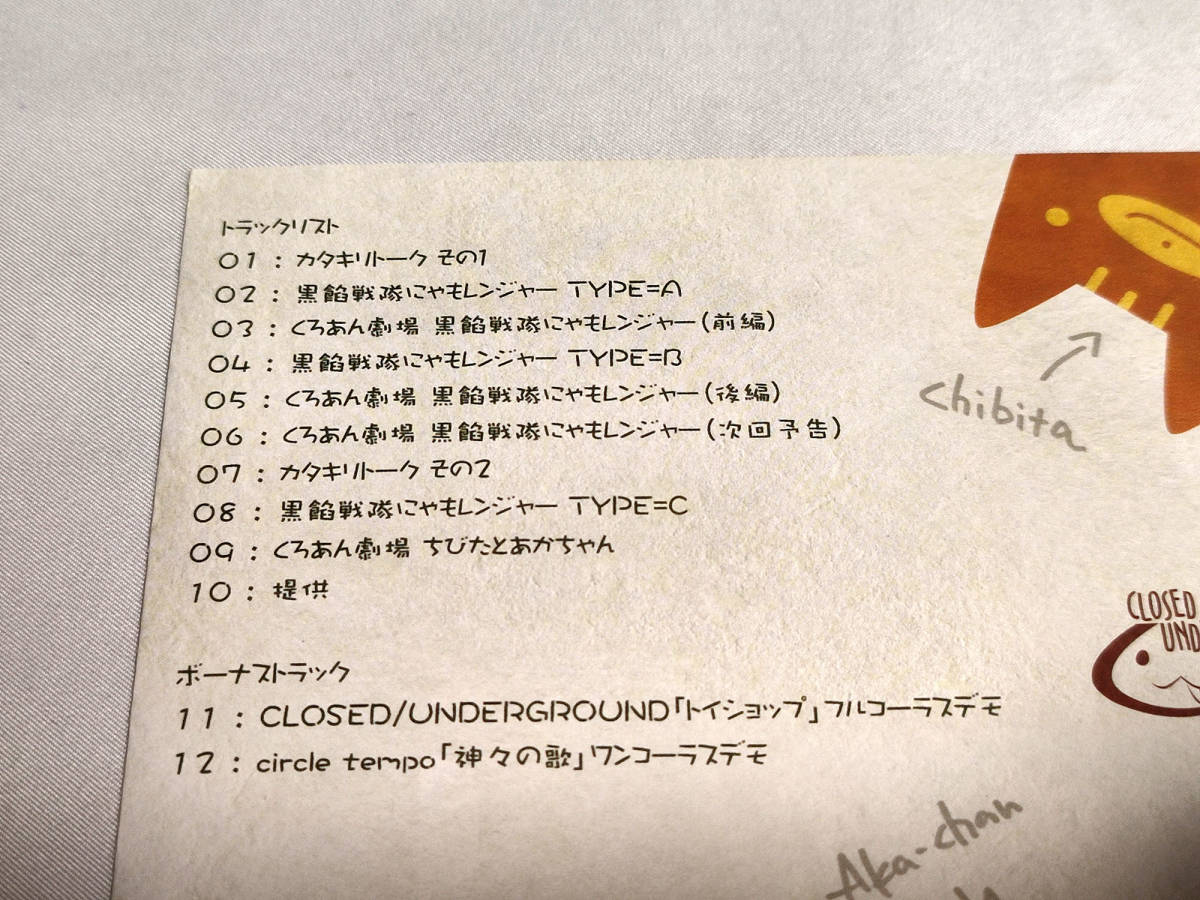 トラックリスト
01 : カタキリトーク その1
02 : 黒餡戦隊にゃもレンジャー TYPE=A
03 : くろあん劇場 黒餡戦隊にゃもレンジャー(前編)
04 : 黒餡戦隊にゃもレンジャー TYPE=B
05 : くろあん劇場 黒餡戦隊にゃもレンジャー(後編)
06 : くろあん劇場 黒餡戦隊にゃもレンジャー(次回予告)
07 : カタキリトーク その2
08 : 黒餡戦隊にゃもレンジャー TYPE=C
09 : くろあん劇場 ちびたとあかちゃん
10 : 提供
ボーナストラック
11 : CLOSED/UNDERGROUND「トイショップ」フルコーラスデモ
12 : circle tempo「神々の歌」ワンコーラスデモ
chibita
CLOSED
UND
Aka-chan